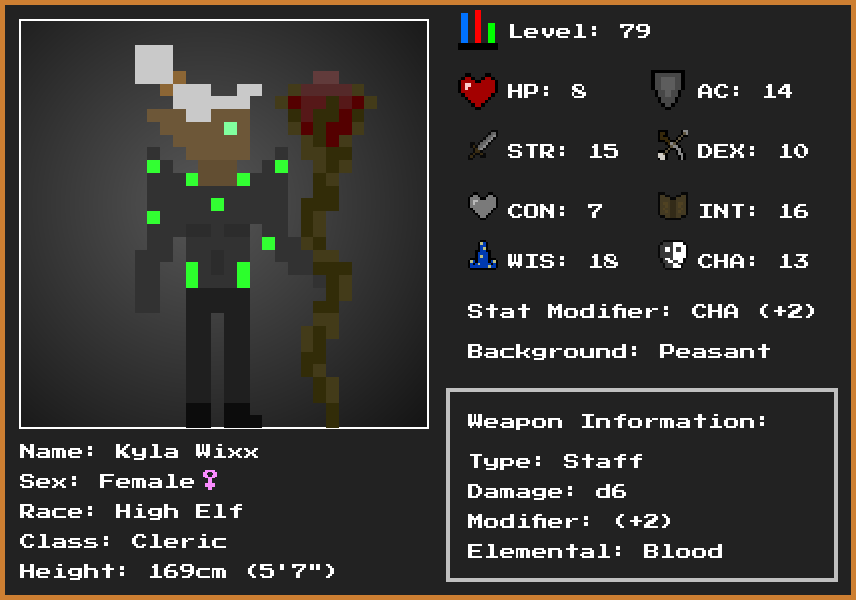 Level: 79
HP: 8 AC: 14
STR: 15 DEX: 10
CON: 7 INT: 16
WIS: 18 CHA: 13
Stat Modifier: CHA (+2)
Background: Peasant
Weapon Information:
Type: Staff
Damage: d6
Modifier: (+2)
Elemental: Blood
Name: Kyla Wixx
Sex: Female♀
Race: High Elf
Class: Cleric
Height: 169cm (5'7")